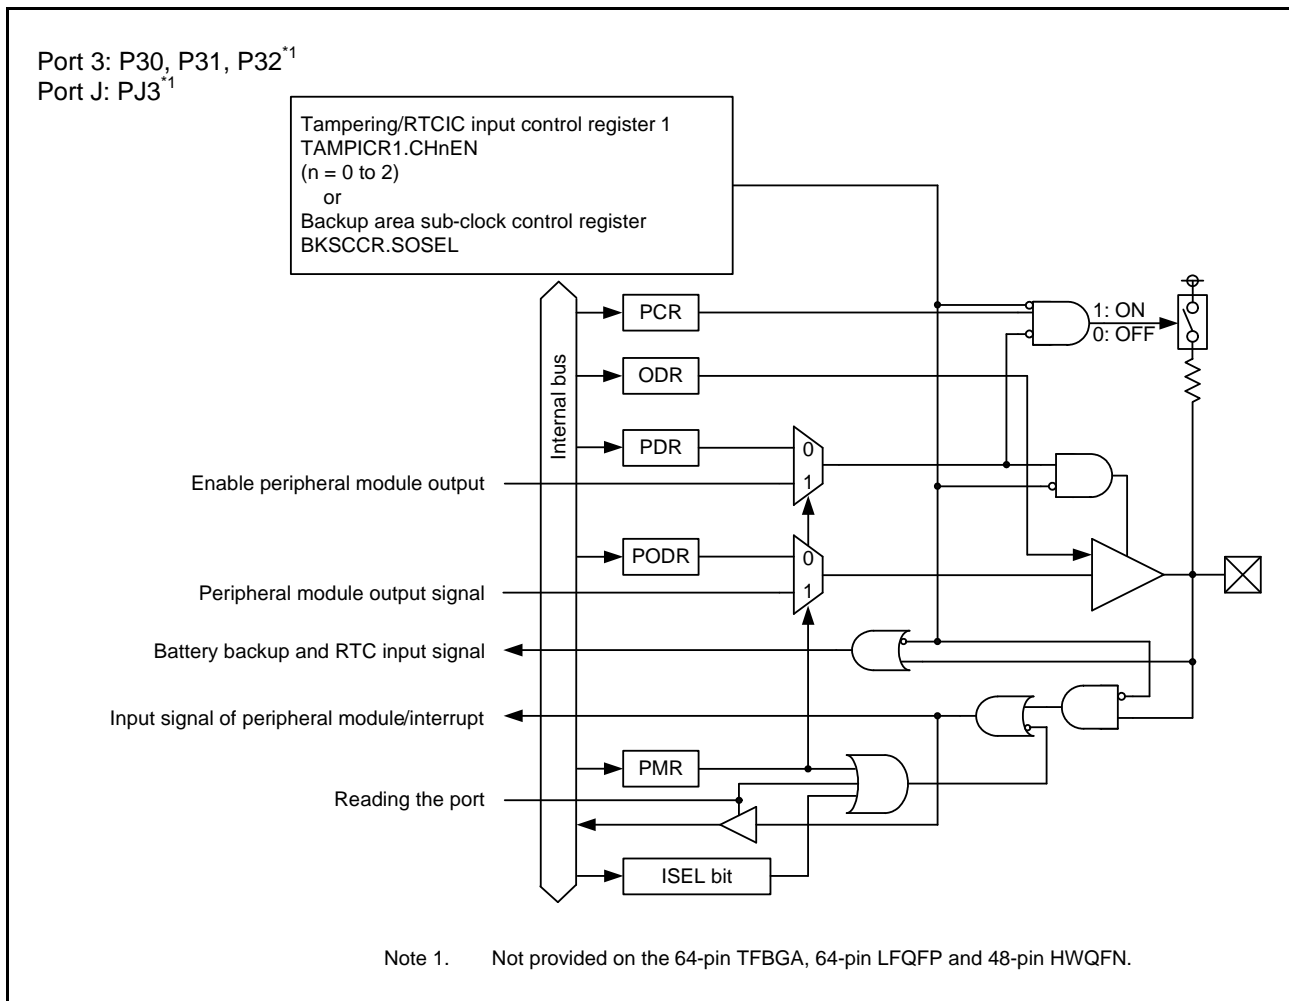 Port 3: P30, P31, P32*1
Port J: PJ3*1
Tampering/RTCIC input control register 1
TAMPICR1.CHnEN
(n = 0 to 2)
or
Backup area sub-clock control register
BKSCCR.SOSEL
Internal bus
PCR
1: ON
0: OFF
ODR
PDR
0
Enable peripheral module output
1
PODR
0
Peripheral module output signal
1
Battery backup and RTC input signal
Input signal of peripheral module/interrupt
PMR
Reading the port
ISEL bit
Note 1. Not provided on the 64-pin TFBGA, 64-pin LFQFP and 48-pin HWQFN.